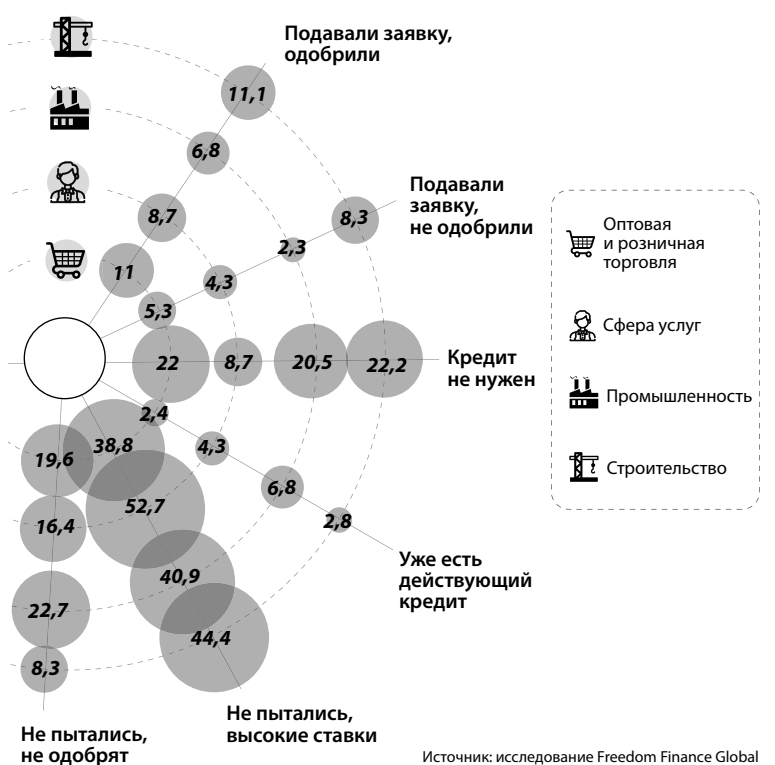 Подавали заявку,
одобрили
11,1
6,8
8,7
11
Подавали
заявку,
не одобрили
8,3
2,3
4,3
5,3
Кредит
не нужен
22
8,7
20,5
22,2
Уже есть
действующий
кредит
2,4
4,3
6,8
2,8
Не пытались,
высокие ставки
38,8
52,7
40,9
44,4
Не пытались,
не одобрят
19,6
16,4
22,7
8,3
Оптовая
и розничная
торговля
Сфера услуг
Промышленность
Строительство
Источник: исследование Freedom Finance Global